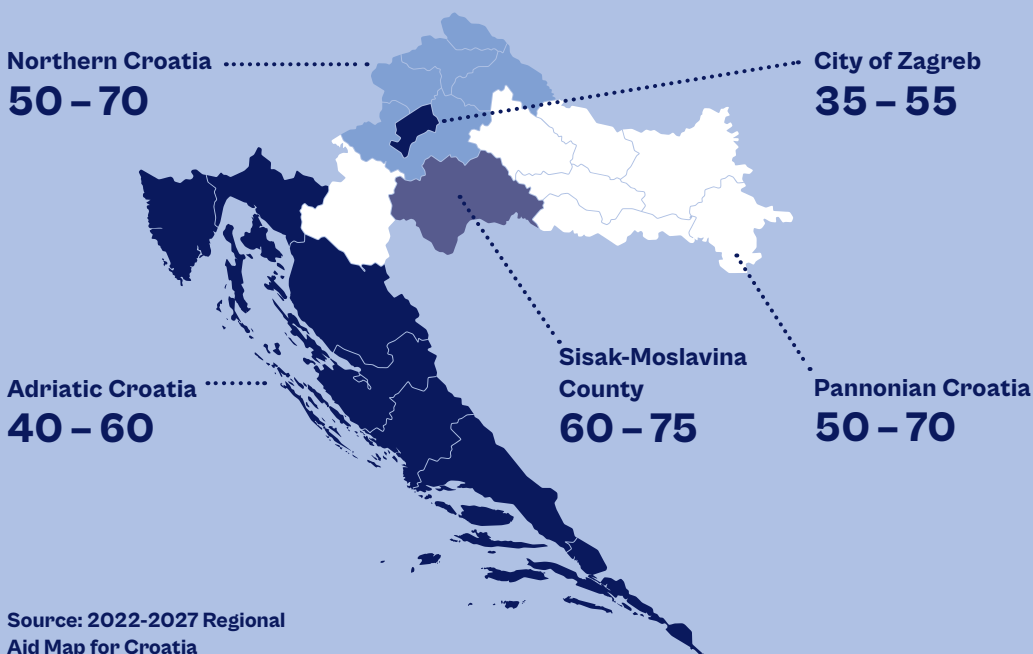 Northern Croatia
50 – 70
City of Zagreb
35 – 55
Adriatic Croatia
40 – 60
Sisak-Moslavina
County
60 – 75
Pannonian Croatia
50 – 70
Source: 2022-2027 Regional
Aid Map for Croatia